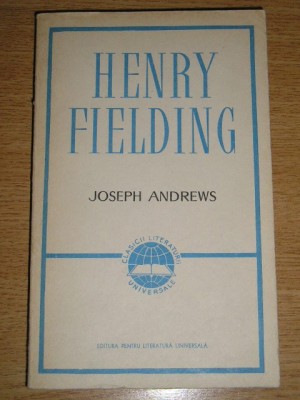 HENRY
FIELDING
JOSEPH ANDREWS
CLASICII LITERATURII
UNIVERSALE
EDITURA PENTRU LITERATURA UNIVERSALĂ